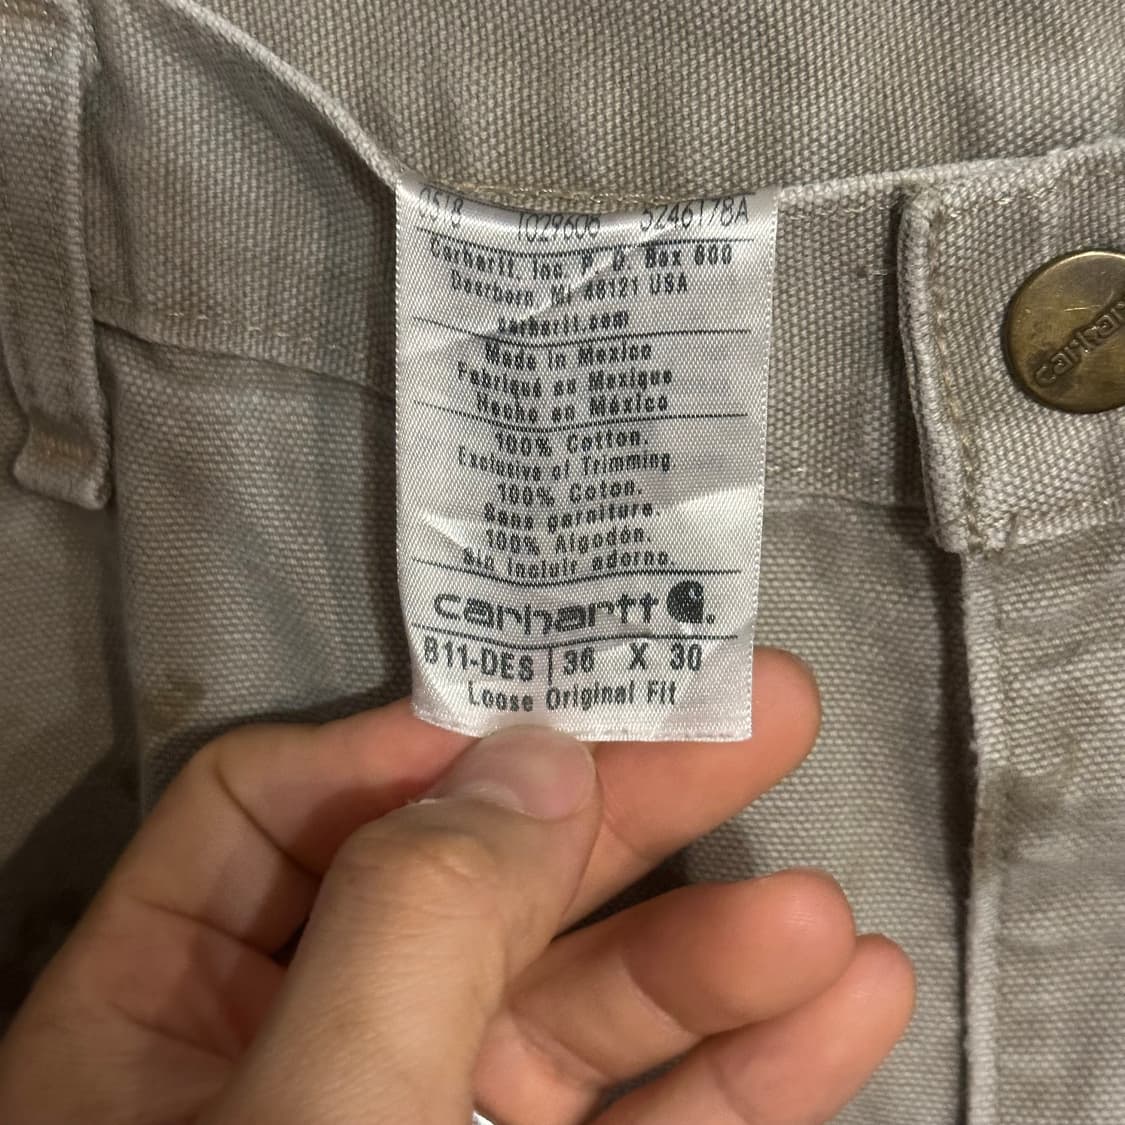 0518 1029606 5246178A
Carhartt, Inc. P.O. Box 600
Dearborn, MI 48121 USA
carhartt.com
Made in Mexico
Fabriqué au Mexique
Hecho en México
100% Cotton.
Exclusive of Trimming
100% Coton.
Sans garniture.
100% Algodón.
Sin incluir adorno.
carhartt
B11-DES | 36 X 30
Loose Original Fit
carhartt